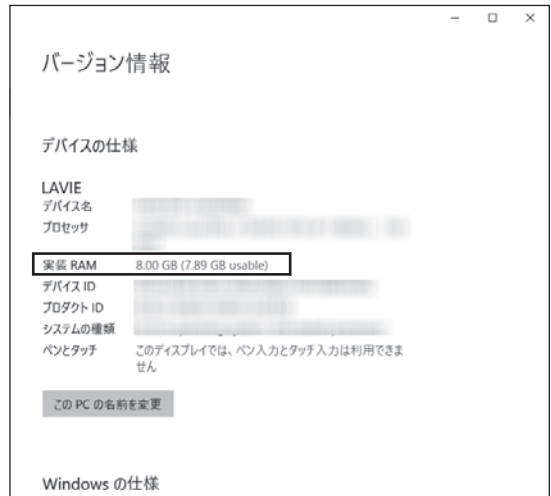 バージョン情報
デバイスの仕様
LAVIE
デバイス名
プロセッサ
実装 RAM 8.00 GB (7.89 GB usable)
デバイス ID
プロダクト ID
システムの種類
ペンとタッチ このディスプレイでは、ペン入力とタッチ入力は利用できま
せん
この PC の名前を変更
Windows の仕様